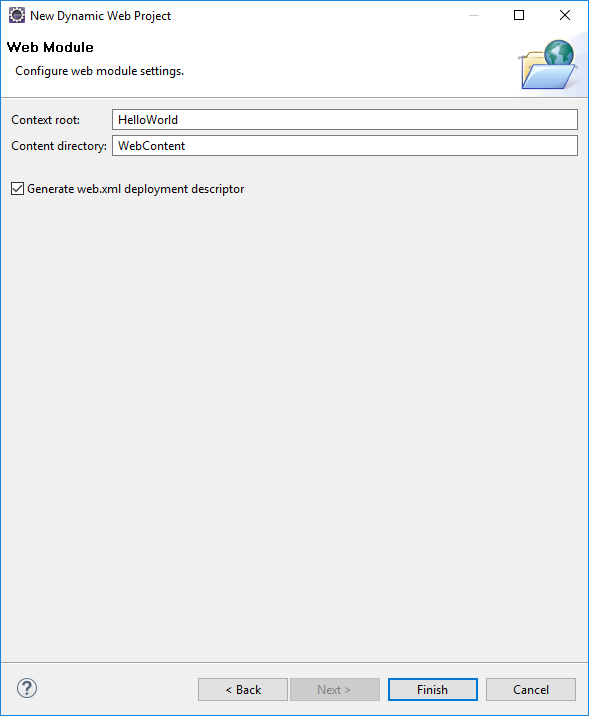 New Dynamic Web Project
Web Module
Configure web module settings.
Context root: HelloWorld
Content directory: WebContent
Generate web.xml deployment descriptor
? < Back Next > Finish Cancel